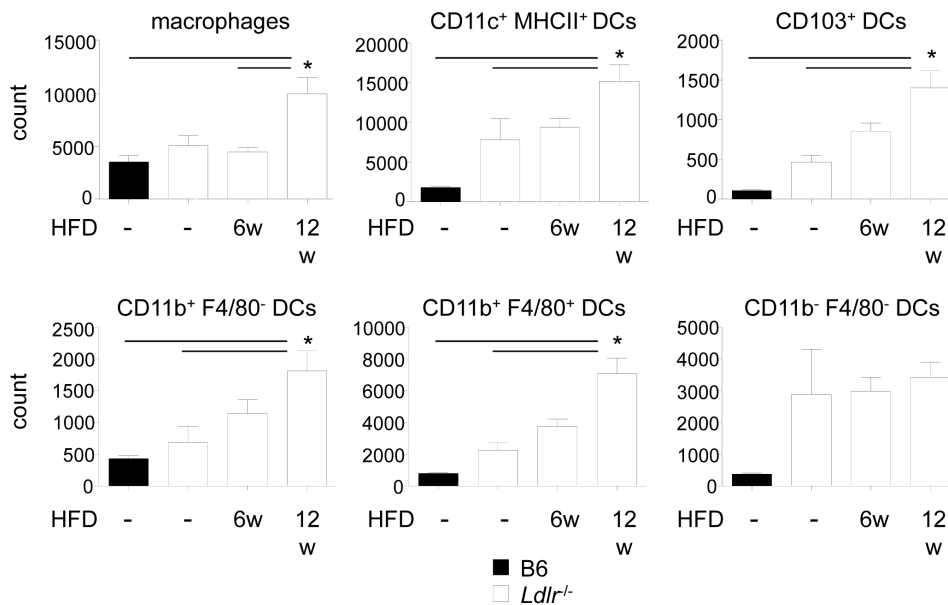 macrophages
count
15000
10000
5000
0
*
HFD - - 6w 12
w
CD11c⁺ MHCII⁺ DCs
20000
15000
10000
5000
0
*
HFD - - 6w 12
w
CD103⁺ DCs
2000
1500
1000
500
0
*
HFD - - 6w 12
w
CD11b⁺ F4/80⁻ DCs
count
2500
2000
1500
1000
500
0
*
HFD - - 6w 12
w
CD11b⁺ F4/80⁺ DCs
10000
8000
6000
4000
2000
0
*
HFD - - 6w 12
w
CD11b⁻ F4/80⁻ DCs
5000
4000
3000
2000
1000
0
HFD - - 6w 12
w
B6
Ldlr⁻/⁻